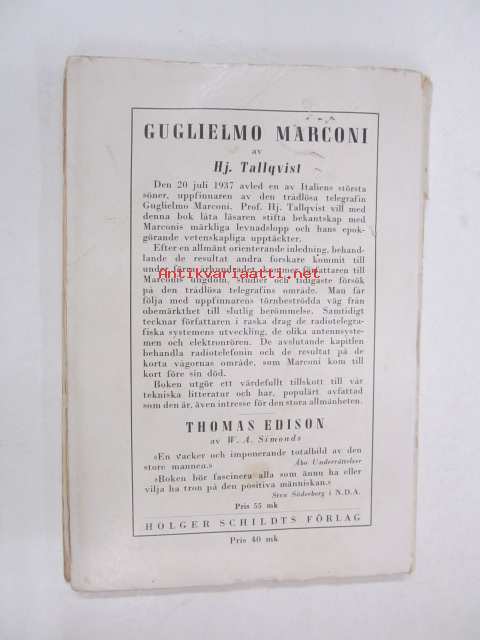 GUGLIELMO MARCONI
av
Hj. Tallqvist
Den 20 juli 1937 avled en av Italiens största
söner, uppfinnaren av den trådlösa telegrafin
Guglielmo Marconi. Prof. Hj. Tallqvist vill med
denna bok låta läsaren stifta bekantskap med
Marconis märkliga levnadslopp och hans epok-
görande vetenskapliga upptäckter.
Efter en allmänt orienterande inledning, behand-
lande de resultat andra forskare kommit till
under förra århundradet, kommer författaren till
Antikvariaatti.net
Marconis ungdom, studier och tidigaste försök
på den trådlösa telegrafins område. Man får
följa med uppfinnarens törnbeströdda väg från
obemärkthet till slutlig berömmelse. Samtidigt
tecknar författaren i raska drag de radiotelegra-
fiska systemens utveckling, de olika antennsyste-
men och elektronrören. De avslutande kapitlen
behandla radiotelefonin och de resultat på de
korta vågornas område, som Marconi kom till
kort före sin död.
Boken utgör ett värdefullt tillskott till vår
tekniska litteratur och har, populärt avfattad
som den är, även intresse för den stora allmänheten.
THOMAS EDISON
av W. A. Simonds
»En vacker och imponerande totalbild av den
store mannen.» Åbo Underrättelser
»Boken bör fascinera alla som ännu ha eller
vilja ha tron på den positiva människan.»
Sten Söderberg i N.D.A.
Pris 55 mk
HOLGER SCHILDTS FÖRLAG
Pris 40 mk